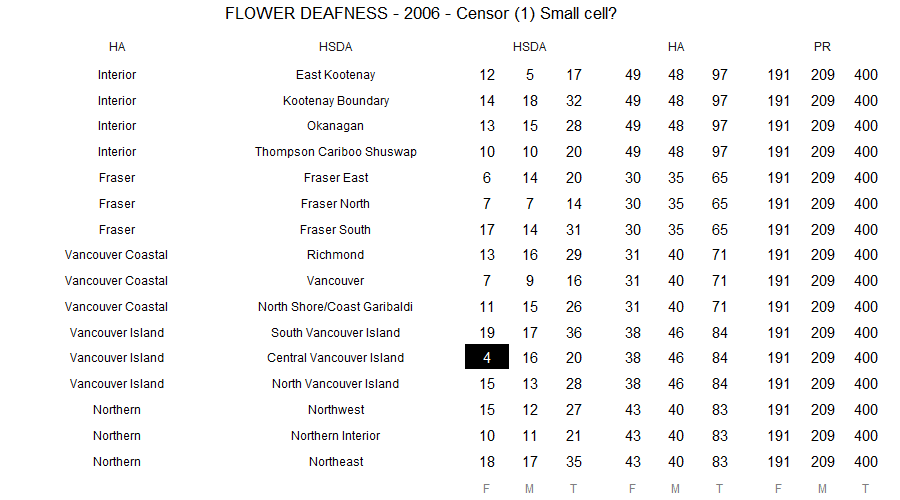 FLOWER DEAFNESS - 2006 - Censor (1) Small cell?
HA HSDA HSDA HA PR
Interior East Kootenay 12 5 17 49 48 97 191 209 400
Interior Kootenay Boundary 14 18 32 49 48 97 191 209 400
Interior Okanagan 13 15 28 49 48 97 191 209 400
Interior Thompson Cariboo Shuswap 10 10 20 49 48 97 191 209 400
Fraser Fraser East 6 14 20 30 35 65 191 209 400
Fraser Fraser North 7 7 14 30 35 65 191 209 400
Fraser Fraser South 17 14 31 30 35 65 191 209 400
Vancouver Coastal Richmond 13 16 29 31 40 71 191 209 400
Vancouver Coastal Vancouver 7 9 16 31 40 71 191 209 400
Vancouver Coastal North Shore/Coast Garibaldi 11 15 26 31 40 71 191 209 400
Vancouver Island South Vancouver Island 19 17 36 38 46 84 191 209 400
Vancouver Island Central Vancouver Island 4 16 20 38 46 84 191 209 400
Vancouver Island North Vancouver Island 15 13 28 38 46 84 191 209 400
Northern Northwest 15 12 27 43 40 83 191 209 400
Northern Northern Interior 10 11 21 43 40 83 191 209 400
Northern Northeast 18 17 35 43 40 83 191 209 400
F M T F M T F M T